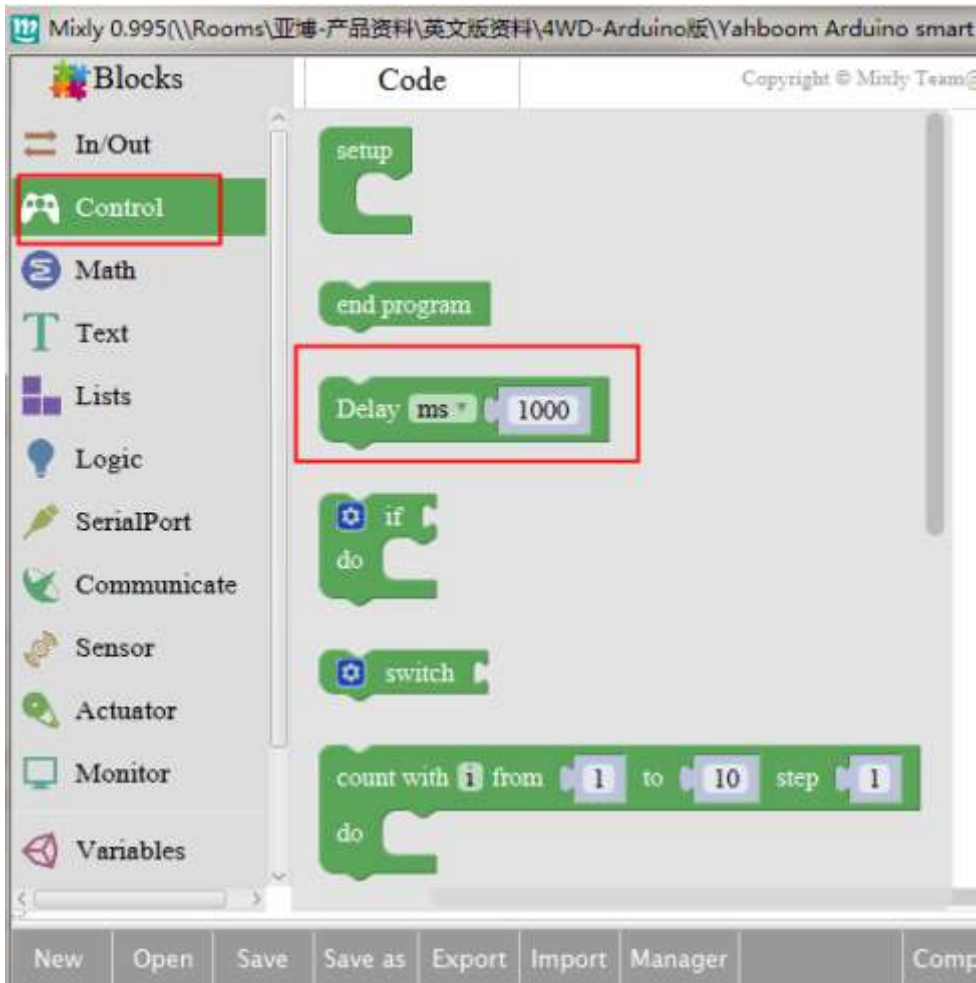 Mixly 0.995(\\Rooms\亚博-产品资料\英文版资料\4WD-Arduino版\Yahboom Arduino smart
Blocks
Code
Copyright © Mixly Team@
In/Out
Control
Math
Text
Lists
Logic
SerialPort
Communicate
Sensor
Actuator
Monitor
Variables
setup
end program
Delay ms 1000
if
do
switch
count with i from 1 to 10 step 1
do
New Open Save Save as Export Import Manager Comp